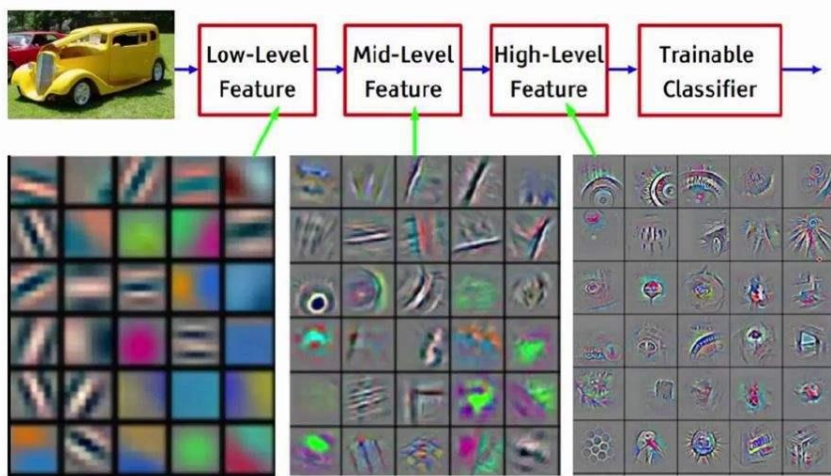 Low-Level
Feature
Mid-Level
Feature
High-Level
Feature
Trainable
Classifier